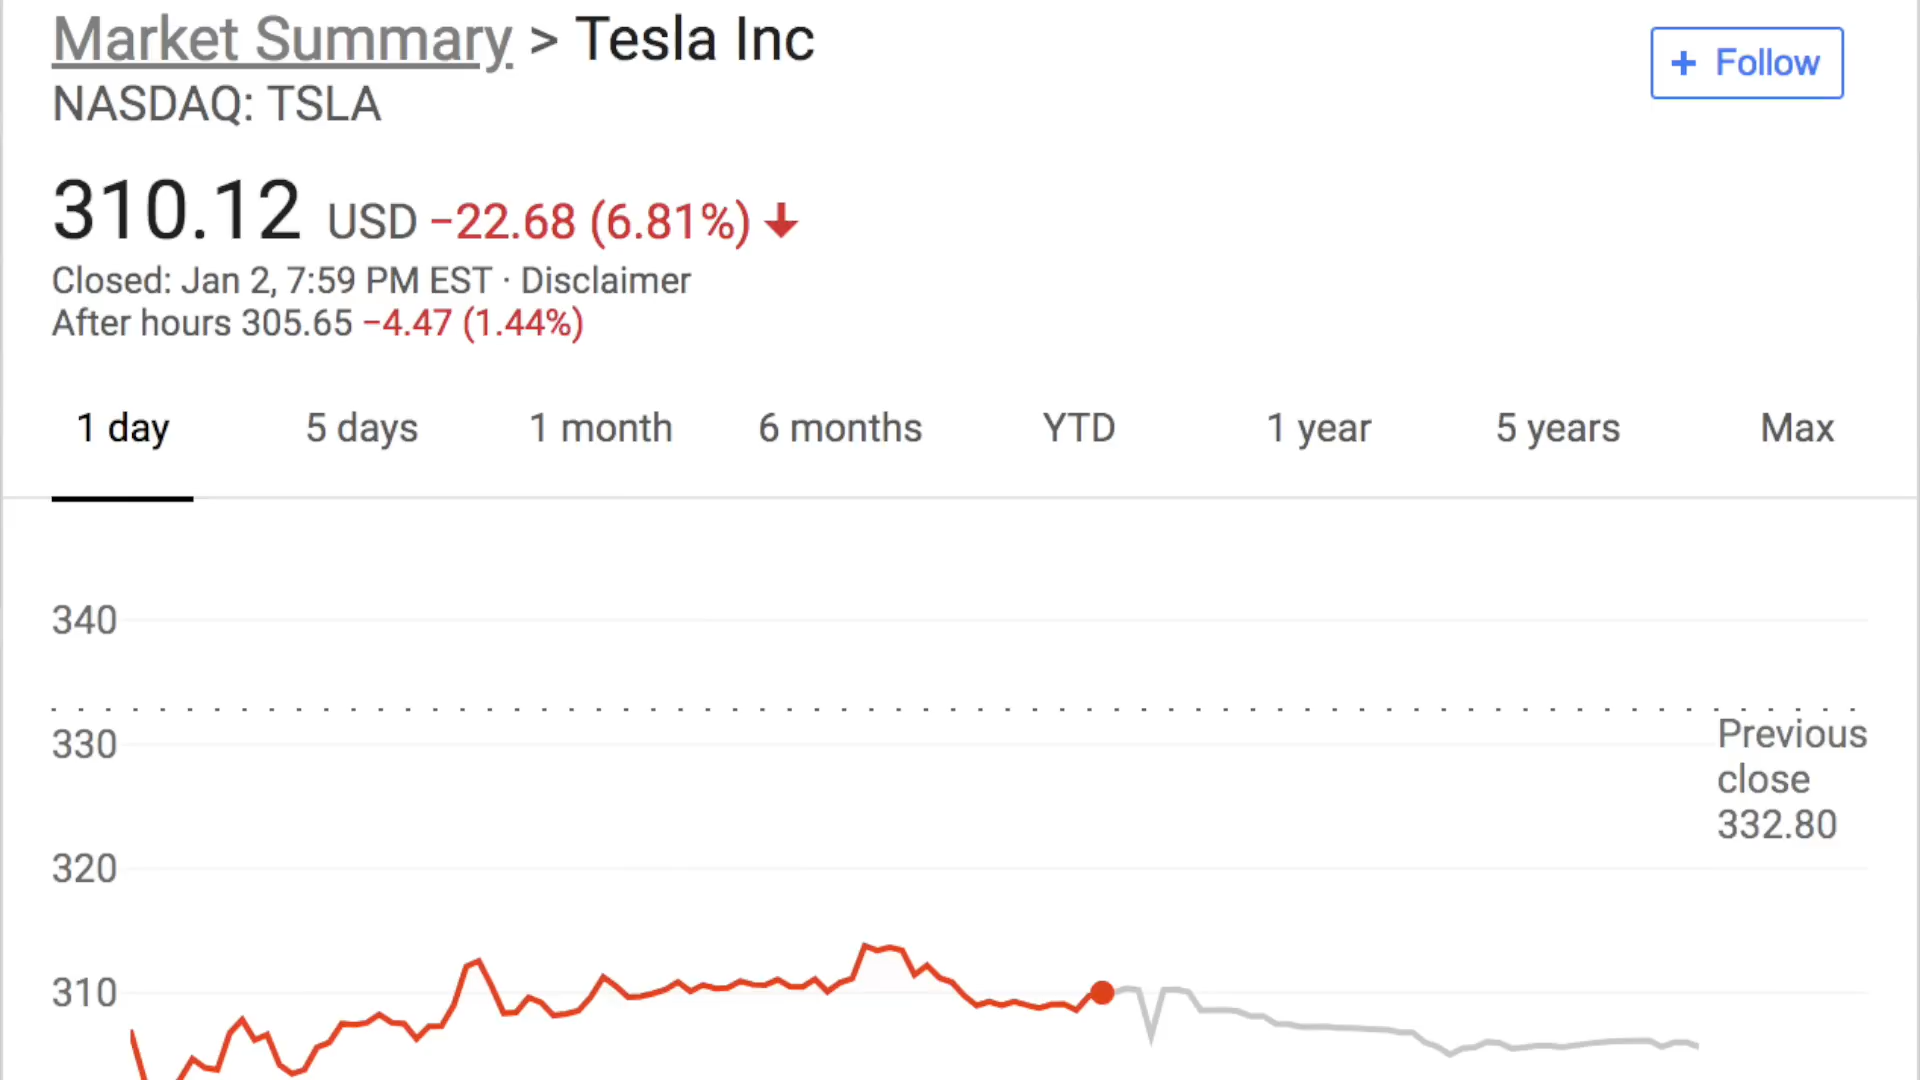 Market Summary > Tesla Inc
+ Follow
NASDAQ: TSLA
310.12 USD −22.68 (6.81%) ↓
Closed: Jan 2, 7:59 PM EST · Disclaimer
After hours 305.65 −4.47 (1.44%)
1 day 5 days 1 month 6 months YTD 1 year 5 years Max
340
330
Previous
close
332.80
320
310